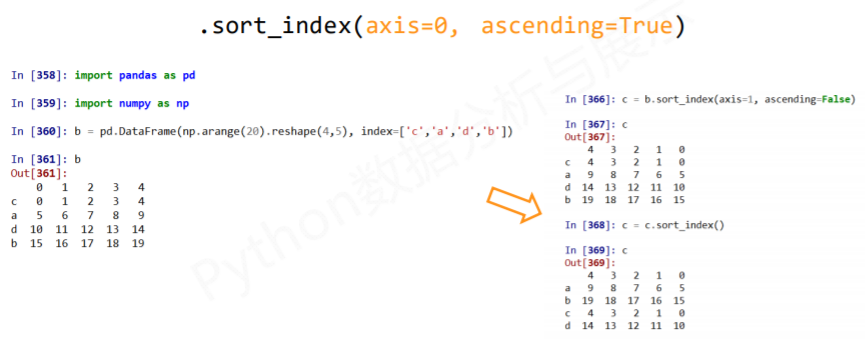 .sort_index(axis=0, ascending=True)
In [358]: import pandas as pd
In [359]: import numpy as np
In [360]: b = pd.DataFrame(np.arange(20).reshape(4,5), index=['c','a','d','b'])
In [361]: b
Out[361]:
0 1 2 3 4
c 0 1 2 3 4
a 5 6 7 8 9
d 10 11 12 13 14
b 15 16 17 18 19
In [366]: c = b.sort_index(axis=1, ascending=False)
In [367]: c
Out[367]:
4 3 2 1 0
c 4 3 2 1 0
a 9 8 7 6 5
d 14 13 12 11 10
b 19 18 17 16 15
In [368]: c = c.sort_index()
In [369]: c
Out[369]:
4 3 2 1 0
a 9 8 7 6 5
b 19 18 17 16 15
c 4 3 2 1 0
d 14 13 12 11 10
Python数据分析与展示